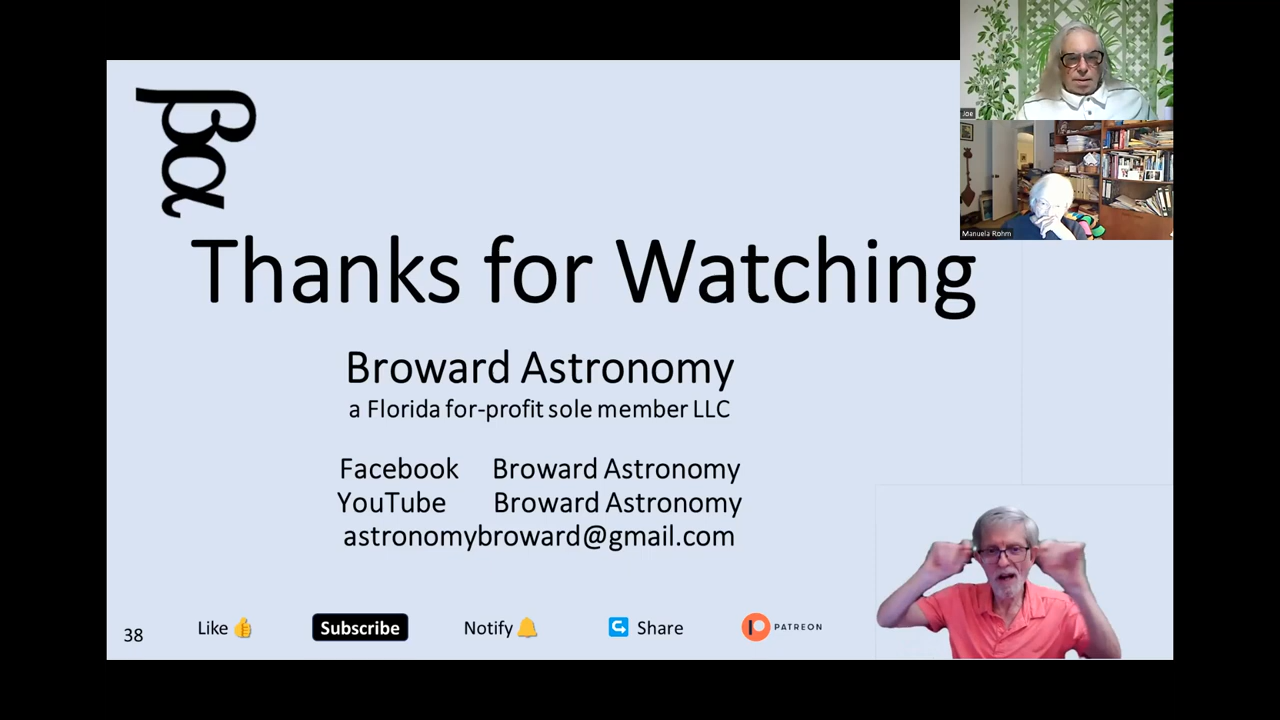 βα
Joe
Manuela Rohm
Thanks for Watching
Broward Astronomy
a Florida for-profit sole member LLC
Facebook Broward Astronomy
YouTube Broward Astronomy
astronomybroward@gmail.com
38 Like 👍 Subscribe Notify 🔔 Share PATREON